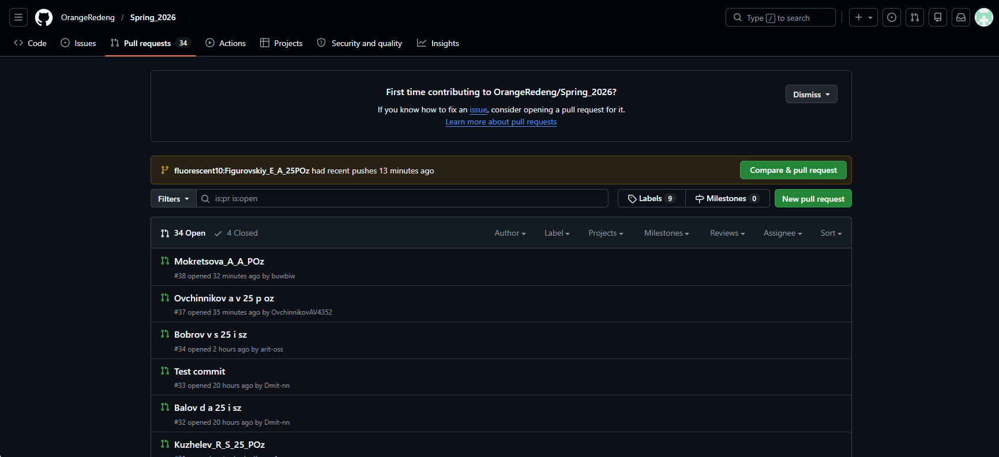 OrangeRedeng / Spring_2026
Type / to search
Code
Issues
Pull requests 34
Actions
Projects
Security and quality
Insights
First time contributing to OrangeRedeng/Spring_2026?
Dismiss
If you know how to fix an issue, consider opening a pull request for it.
Learn more about pull requests
fluorescent10:Figurovskiy_E_A_25POz had recent pushes 13 minutes ago
Compare & pull request
Filters
is:pr is:open
Labels 9
Milestones 0
New pull request
34 Open
4 Closed
Author
Label
Projects
Milestones
Reviews
Assignee
Sort
Mokretsova_A_A_POz
#38 opened 32 minutes ago by buwbiw
Ovchinnikov a v 25 p oz
#37 opened 35 minutes ago by OvchinnikovAV4352
Bobrov v s 25 i sz
#34 opened 2 hours ago by arit-oss
Test commit
#33 opened 20 hours ago by Dmit-nn
Balov d a 25 i sz
#32 opened 20 hours ago by Dmit-nn
Kuzhelev_R_S_25_POz